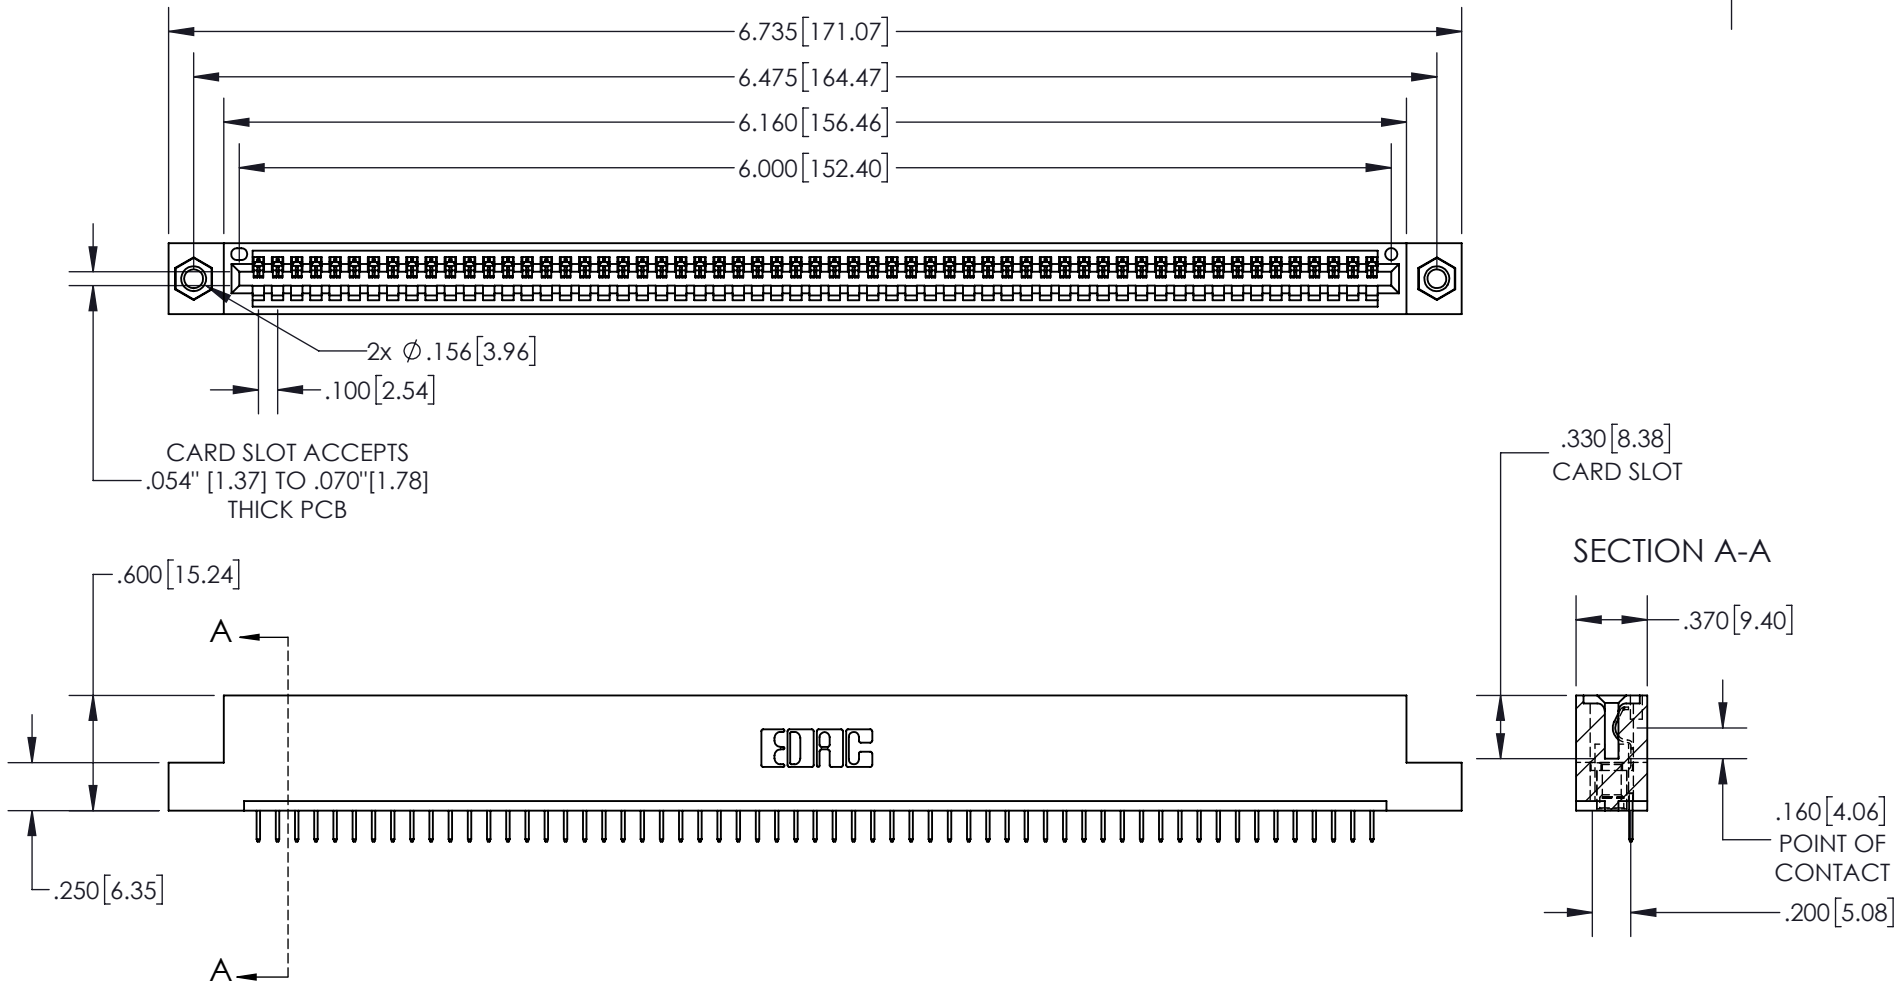 6.735[171.07]
6.475[164.47]
6.160[156.46]
6.000[152.40]
2x Ø.156[3.96]
.100[2.54]
CARD SLOT ACCEPTS
.054" [1.37] TO .070"[1.78]
THICK PCB
.330[8.38]
CARD SLOT
SECTION A-A
.600[15.24]
.370[9.40]
A
EDAC
.160[4.06]
POINT OF
CONTACT
.250[6.35]
.200[5.08]
A